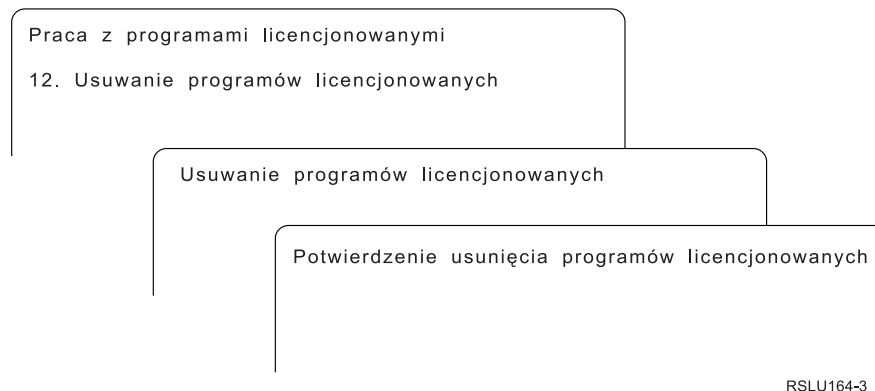 Praca z programami licencjonowanymi
12. Usuwanie programów licencjonowanych
Usuwanie programów licencjonowanych
Potwierdzenie usunięcia programów licencjonowanych
RSLU164-3